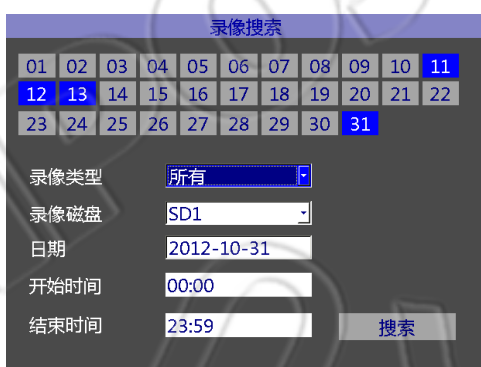 录像搜索
01 02 03 04 05 06 07 08 09 10 11
12 13 14 15 16 17 18 19 20 21 22
23 24 25 26 27 28 29 30 31
录像类型 所有
录像磁盘 SD1
日期 2012-10-31
开始时间 00:00
结束时间 23:59 搜索